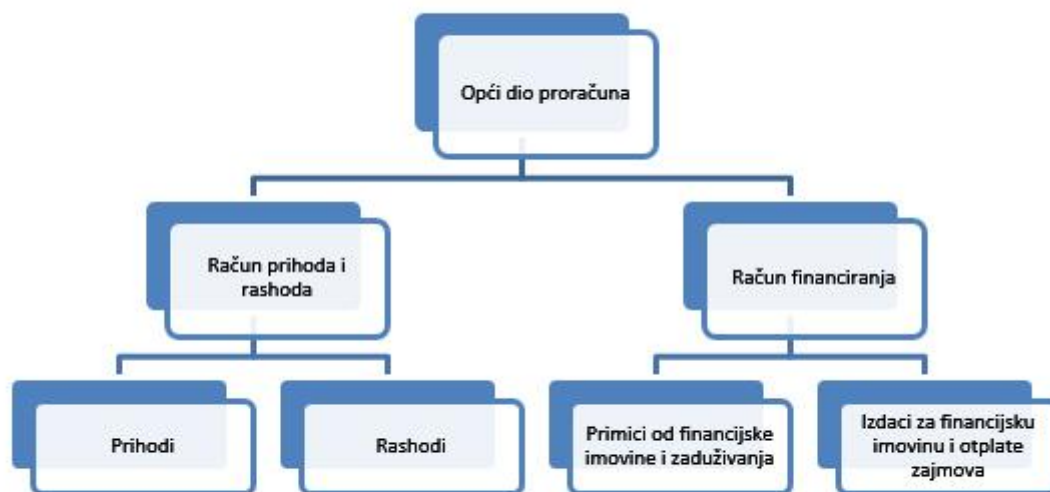 Opći dio proračuna
Račun prihoda i
rashoda
Račun financiranja
Prihodi
Rashodi
Primici od financijske
imovine i zaduživanja
Izdaci za financijsku
imovinu i otplate
zajmova